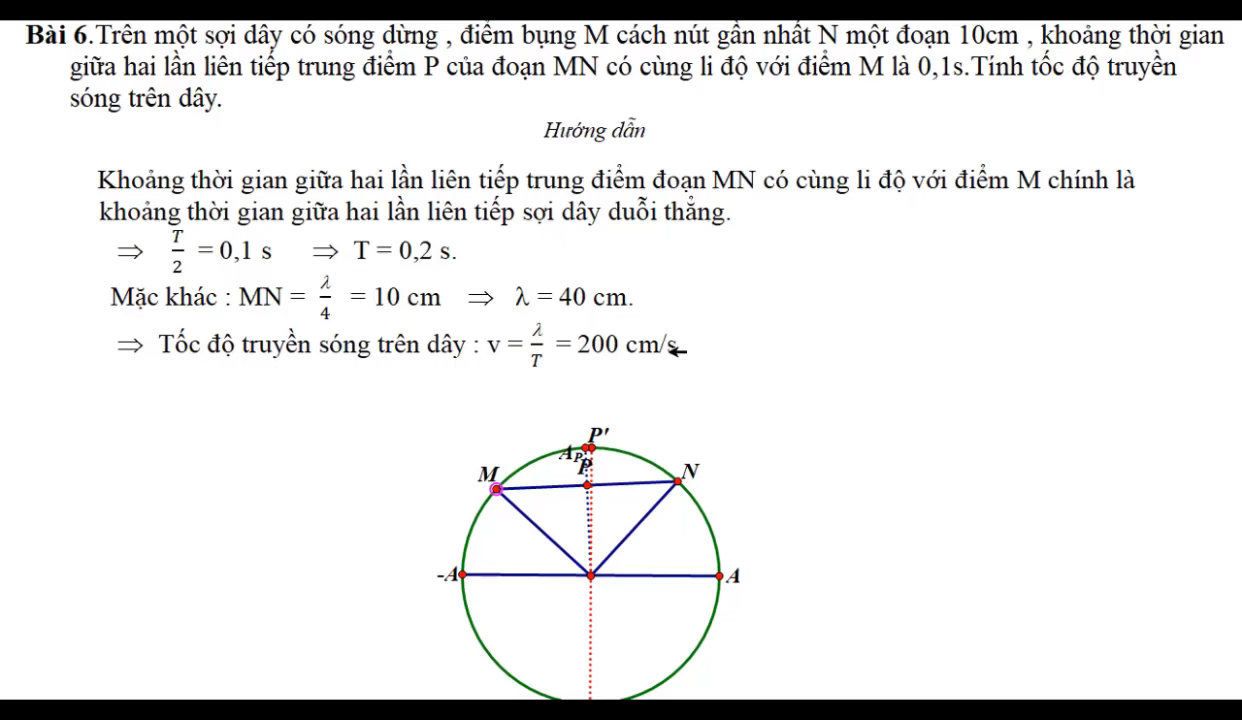 Bài 6.Trên một sợi dây có sóng dừng , điểm bụng M cách nút gần nhất N một đoạn 10cm , khoảng thời gian
giữa hai lần liên tiếp trung điểm P của đoạn MN có cùng li độ với điểm M là 0,1s.Tính tốc độ truyền
sóng trên dây.
Hướng dẫn
Khoảng thời gian giữa hai lần liên tiếp trung điểm đoạn MN có cùng li độ với điểm M chính là
khoảng thời gian giữa hai lần liên tiếp sợi dây duỗi thẳng.
⇒ T/2 = 0,1 s ⇒ T = 0,2 s.
Mặc khác : MN = λ/4 = 10 cm ⇒ λ = 40 cm.
⇒ Tốc độ truyền sóng trên dây : v = λ/T = 200 cm/s
P'
A_P
P
M
N
-A
A